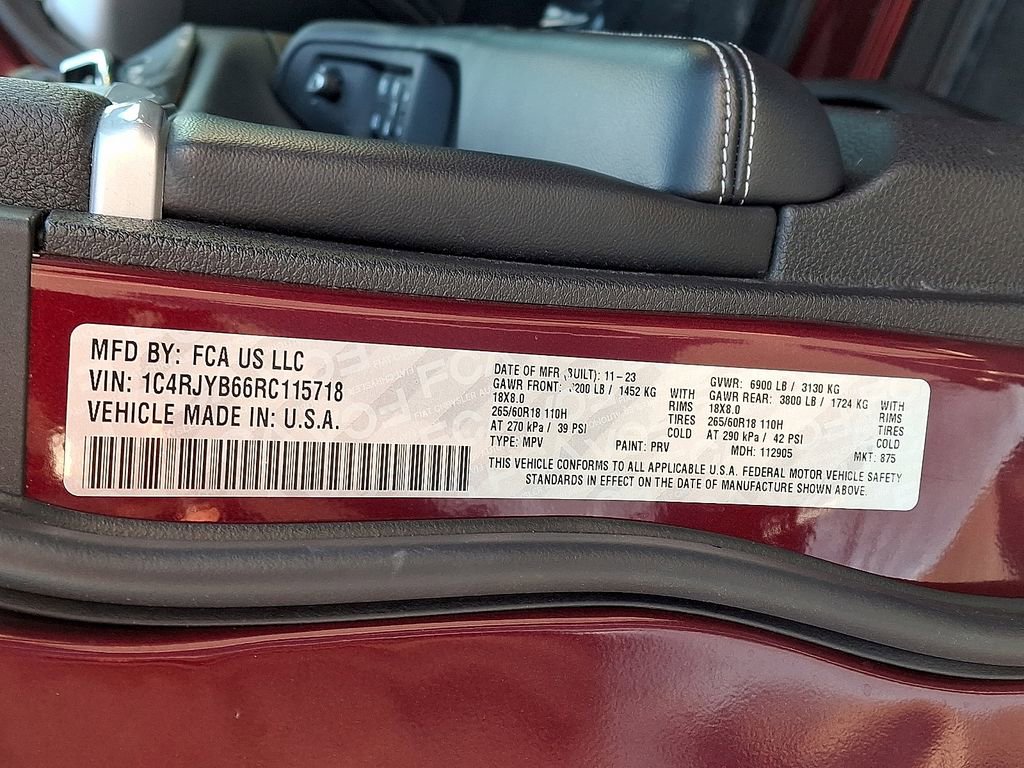 MFD BY: FCA US LLC
VIN: 1C4RJYB66RC115718
VEHICLE MADE IN: U.S.A.
DATE OF MFR BUILT): 11-23
GAWR FRONT: 200 LB / 1452 KG WITH
18X8.0 RIMS
265/60R18 110H TIRES
AT 270 kPa / 39 PSI COLD
TYPE: MPV PAINT: PRV
GVWR: 6900 LB / 3130 KG
GAWR REAR: 3800 LB / 1724 KG WITH
18X8.0 RIMS
265/60R18 110H TIRES
AT 290 kPa / 42 PSI COLD
MDH: 112905 MKT: 875
THIS VEHICLE CONFORMS TO ALL APPLICABLE U.S.A. FEDERAL MOTOR VEHICLE SAFETY
STANDARDS IN EFFECT ON THE DATE OF MANUFACTURE SHOWN ABOVE.